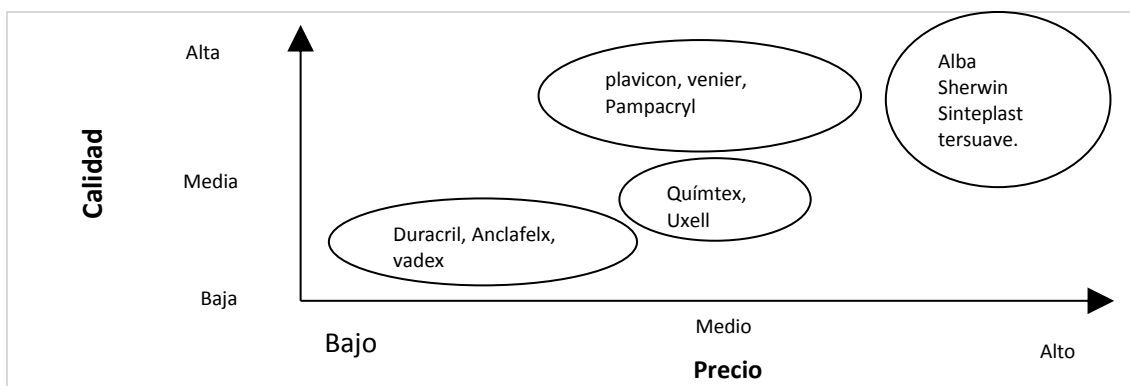 Alta
plavicon, venier,
Pampacryl
Alba
Sherwin
Sinteplast
tersuave.
Calidad
Media
Químtex,
Uxell
Duracril, Anclafelx,
vadex
Baja
Bajo
Medio
Alto
Precio